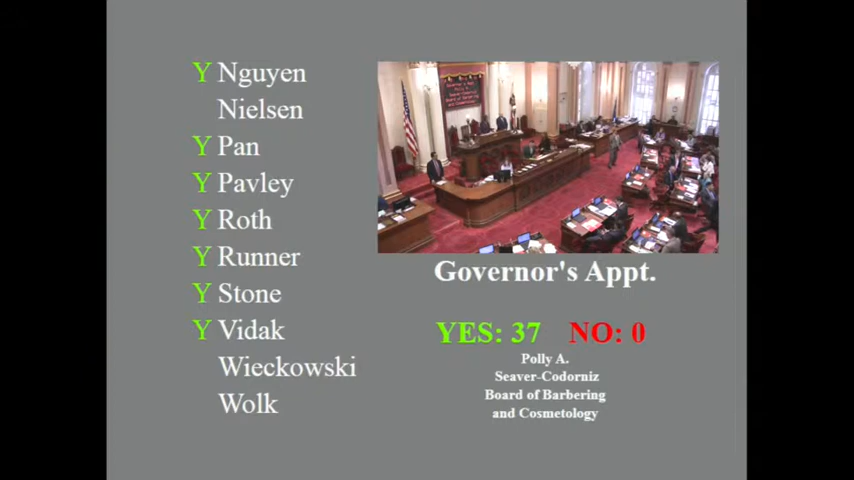 Y Nguyen
Nielsen
Y Pan
Y Pavley
Y Roth
Y Runner
Y Stone
Y Vidak
Wieckowski
Wolk
Governor's Appt.
YES: 37 NO: 0
Polly A.
Seaver-Codorniz
Board of Barbering
and Cosmetology